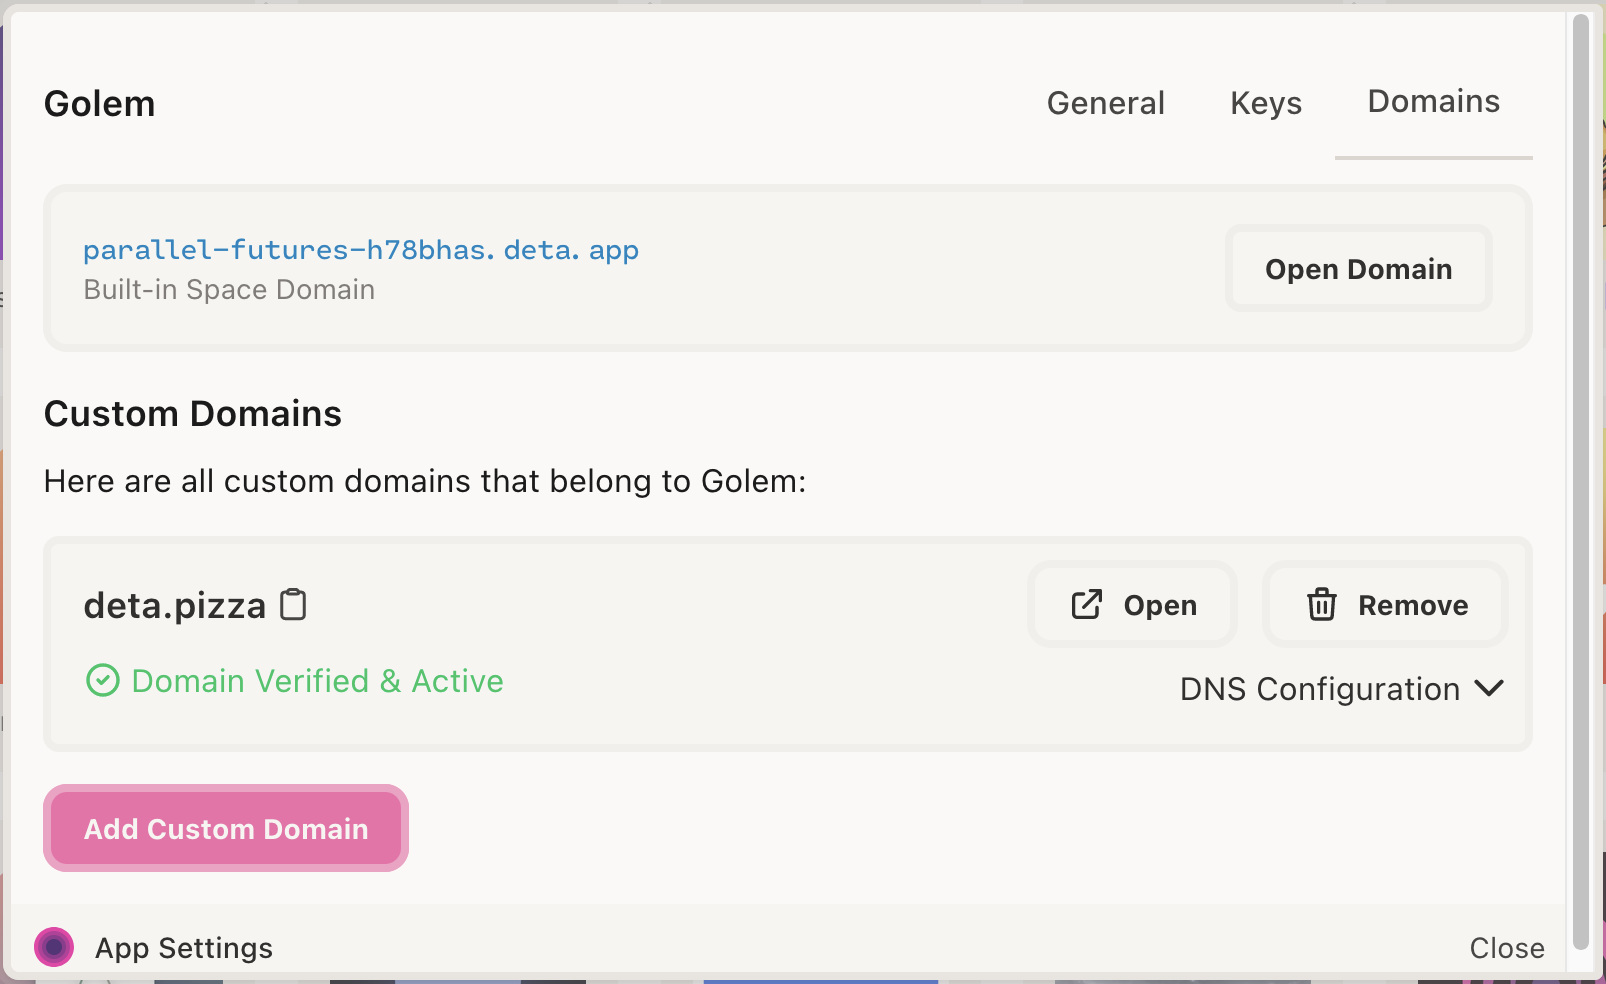 Golem
General
Keys
Domains
parallel-futures-h78bhas.deta.app
Built-in Space Domain
Open Domain
Custom Domains
Here are all custom domains that belong to Golem:
deta.pizza
Open
Remove
Domain Verified & Active
DNS Configuration
Add Custom Domain
App Settings
Close